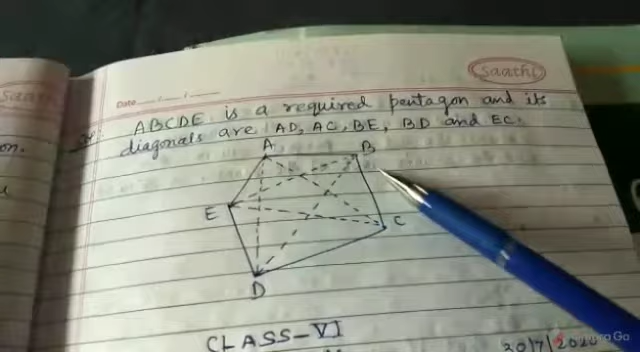 Saathi
Date
ABCDE is a required pentagon and its
diagonals are AD, AC, BE, BD and EC.
A
B
E
C
D
CLASS-VI
30/7/2020